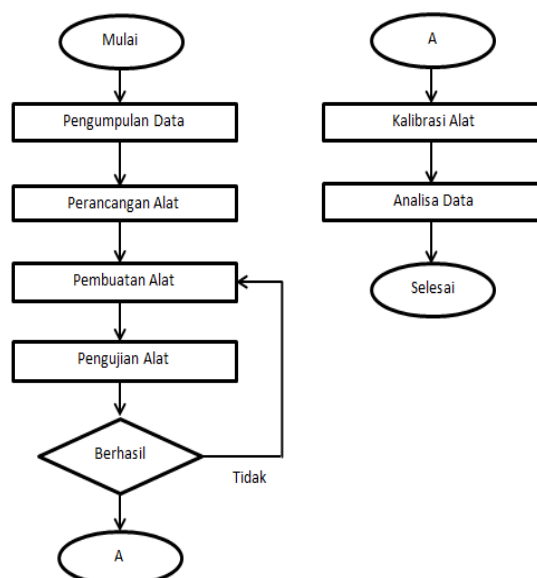 Mulai
Pengumpulan Data
Perancangan Alat
Pembuatan Alat
Pengujian Alat
Berhasil
Tidak
A
A
Kalibrasi Alat
Analisa Data
Selesai